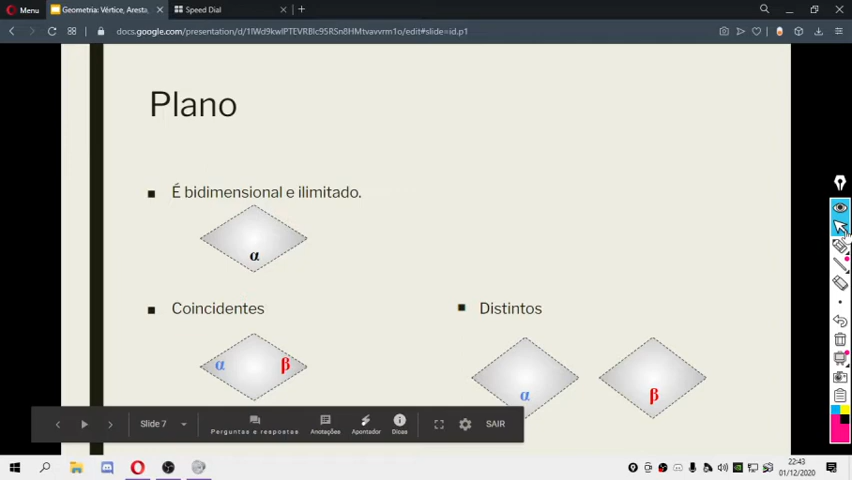 Menu
Geometria: Vértice, Aresta,
Speed Dial
docs.google.com/presentation/d/1lWd9kwlPTEVRBlc95RSn8HMtvavvrm1o/edit#slide=id.p1
Plano
É bidimensional e ilimitado.
α
Coincidentes
Distintos
α β
α β
Slide 7
Perguntas e respostas
Anotações
Apontador
Dicas
SAIR
22:43
01/12/2020